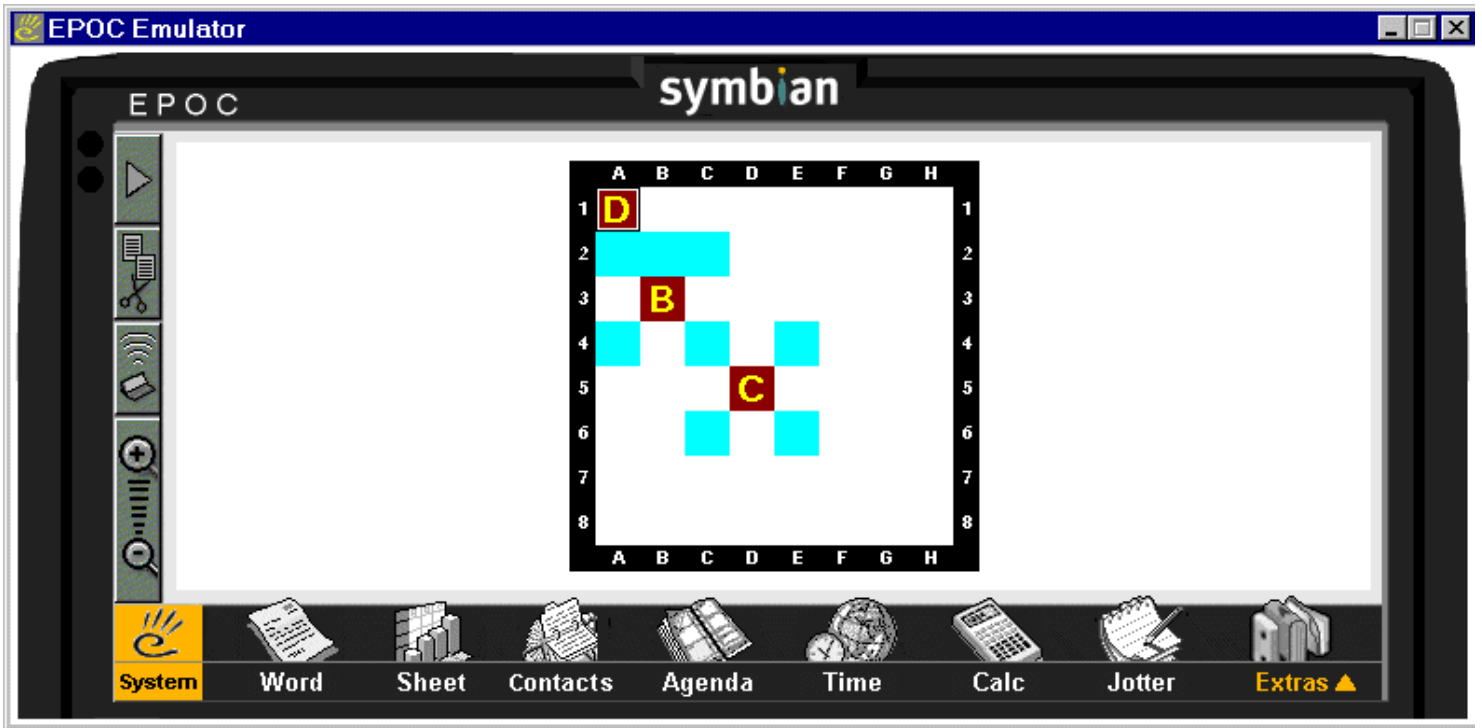 EPOC Emulator
symbian
EPOC
A B C D E F G H
1 D 1
2 2
3 B 3
4 4
5 C 5
6 6
7 7
8 8
A B C D E F G H
System Word Sheet Contacts Agenda Time Calc Jotter Extras